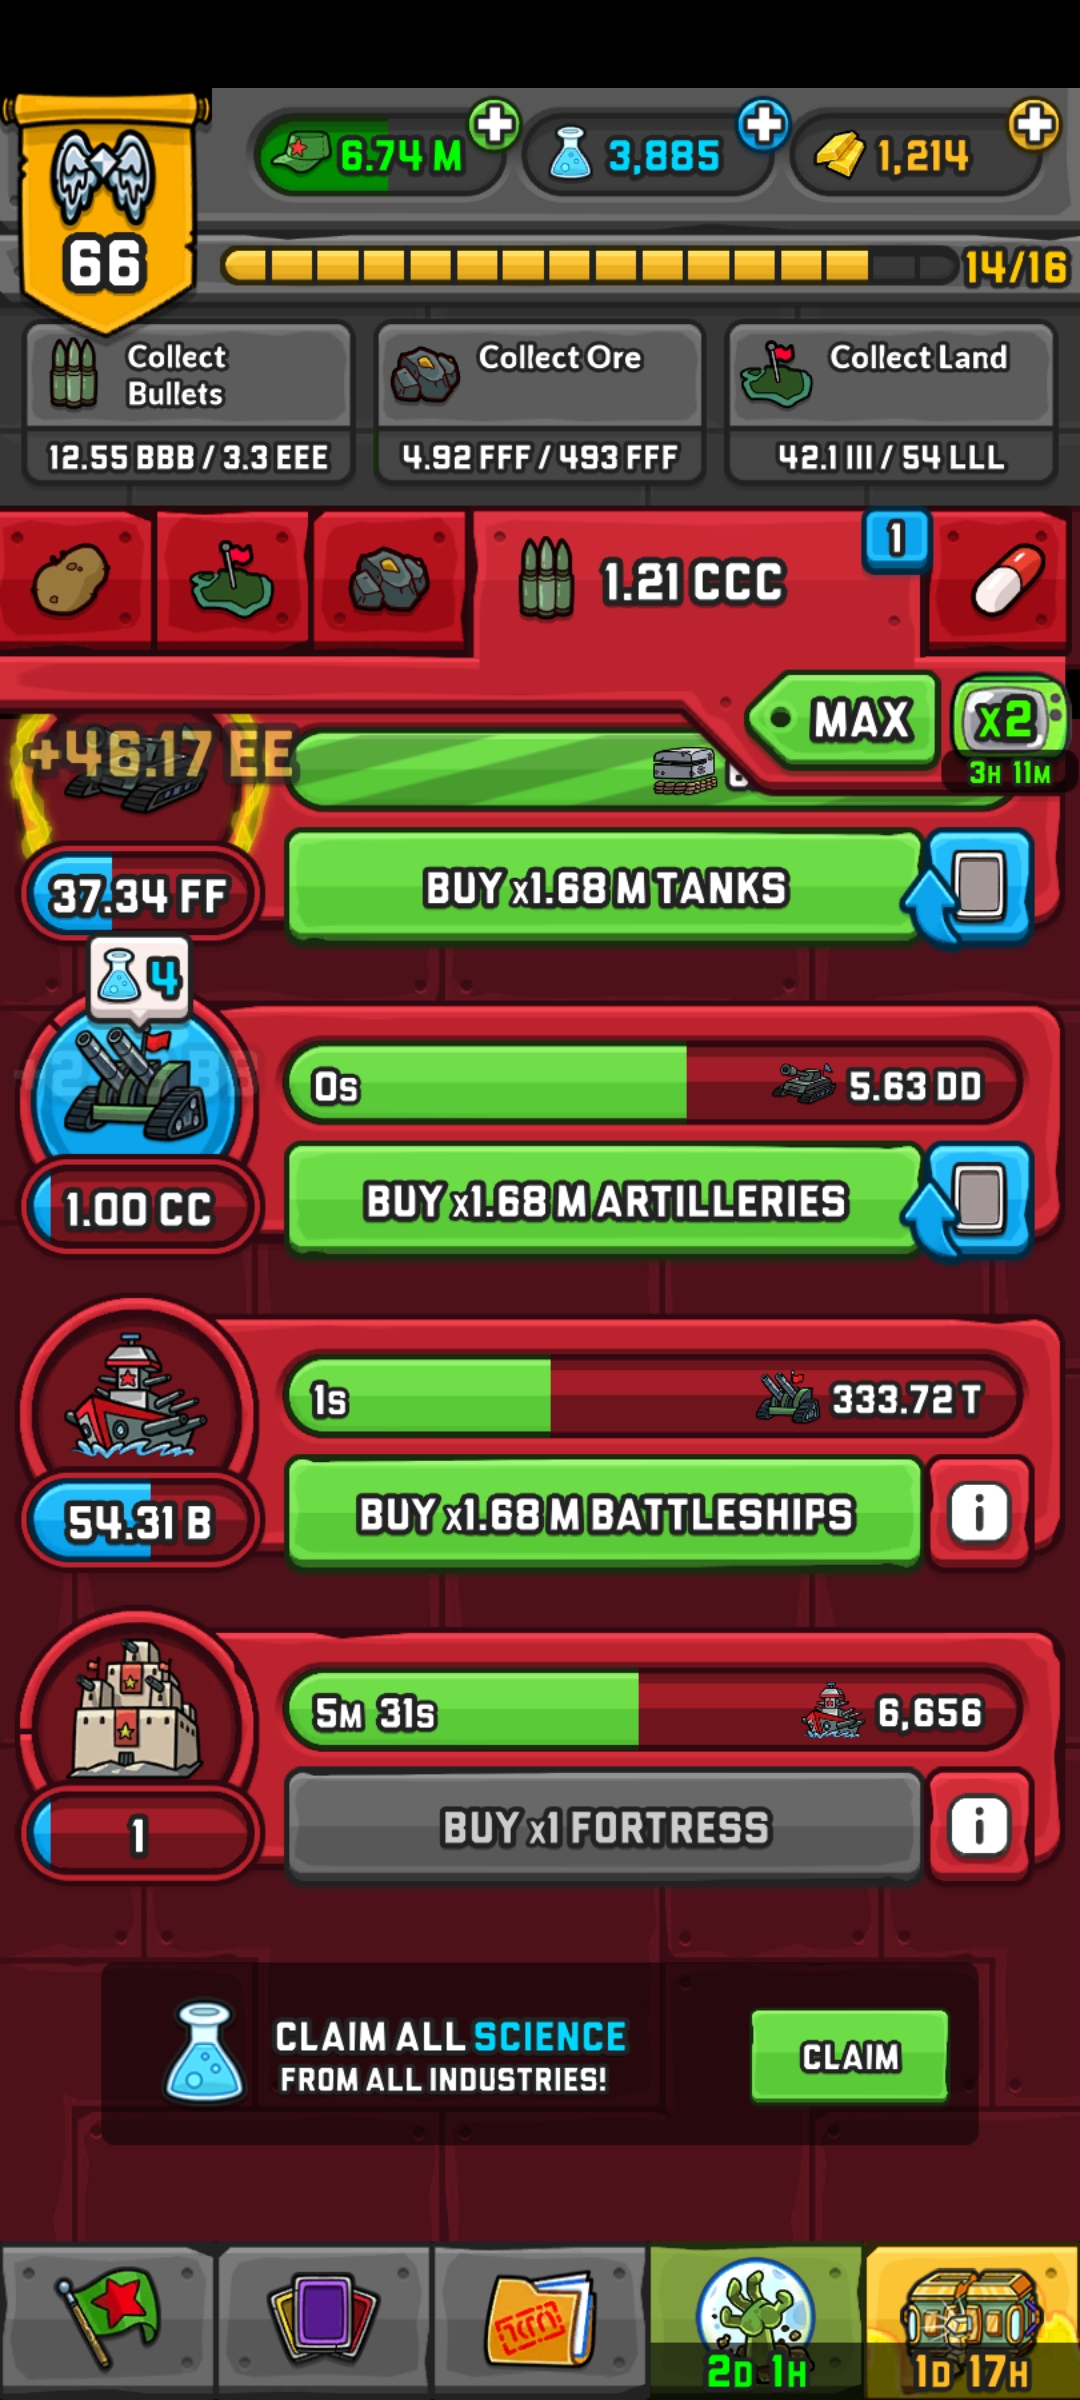 6.74 M
3,885
1,214
66
14/16
Collect
Bullets
Collect Ore
Collect Land
12.55 BBB / 3.3 EEE
4.92 FFF / 493 FFF
42.1 III / 54 LLL
1.21 CCC
1
MAX
x2
3H 11M
+46.17 EE
37.34 FF
BUY x1.68 M TANKS
4
0s
5.63 DD
1.00 CC
BUY x1.68 M ARTILLERIES
1s
333.72 T
54.31 B
BUY x1.68 M BATTLESHIPS
i
5M 31s
6,656
1
BUY x1 FORTRESS
i
CLAIM ALL SCIENCE
FROM ALL INDUSTRIES!
CLAIM
2D 1H
1D 17H